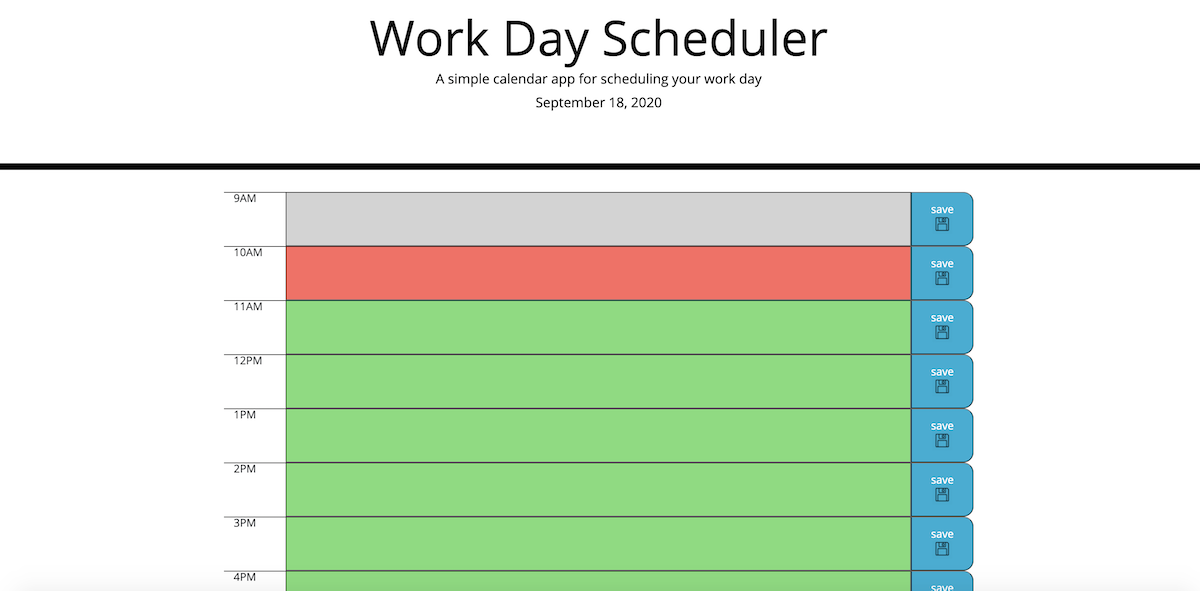 Work Day Scheduler
A simple calendar app for scheduling your work day
September 18, 2020
9AM
save
10AM
save
11AM
save
12PM
save
1PM
save
2PM
save
3PM
save
4PM
save